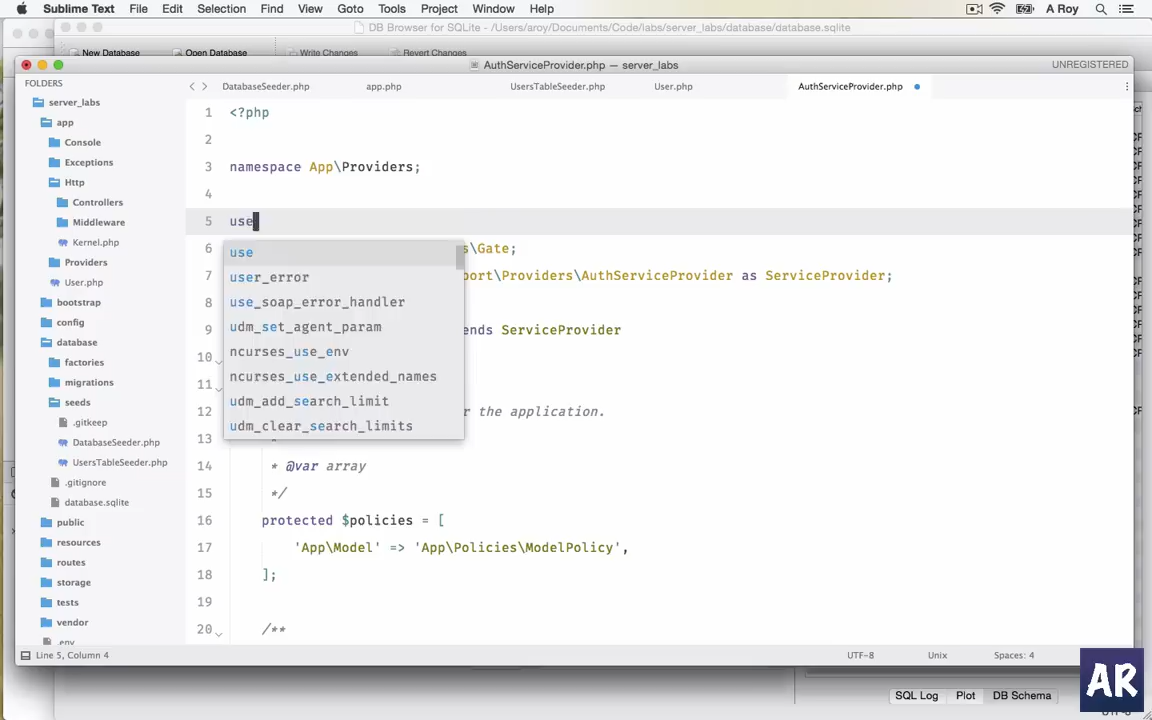 Sublime Text File Edit Selection Find View Goto Tools Project Window Help A Roy
DB Browser for SQLite - /Users/aroy/Documents/Code/labs/server_labs/database/database.sqlite
New Database Open Database Write Changes Revert Changes
AuthServiceProvider.php — server_labs UNREGISTERED
FOLDERS
DatabaseSeeder.php app.php UsersTableSeeder.php User.php AuthServiceProvider.php
server_labs
app
Console
Exceptions
Http
Controllers
Middleware
Kernel.php
Providers
User.php
bootstrap
config
database
factories
migrations
seeds
.gitkeep
DatabaseSeeder.php
UsersTableSeeder.php
.gitignore
database.sqlite
public
resources
routes
storage
tests
vendor
.env
1 <?php
2
3 namespace App\Providers;
4
5 use
6 s\Gate;
7 port\Providers\AuthServiceProvider as ServiceProvider;
8
9 ends ServiceProvider
10
11
12 r the application.
13 *
14 * @var array
15 */
16 protected $policies = [
17 'App\Model' => 'App\Policies\ModelPolicy',
18 ];
19
20 /**
use
user_error
use_soap_error_handler
udm_set_agent_param
ncurses_use_env
ncurses_use_extended_names
udm_add_search_limit
udm_clear_search_limits
Line 5, Column 4 UTF-8 Unix Spaces: 4
SQL Log Plot DB Schema
AR